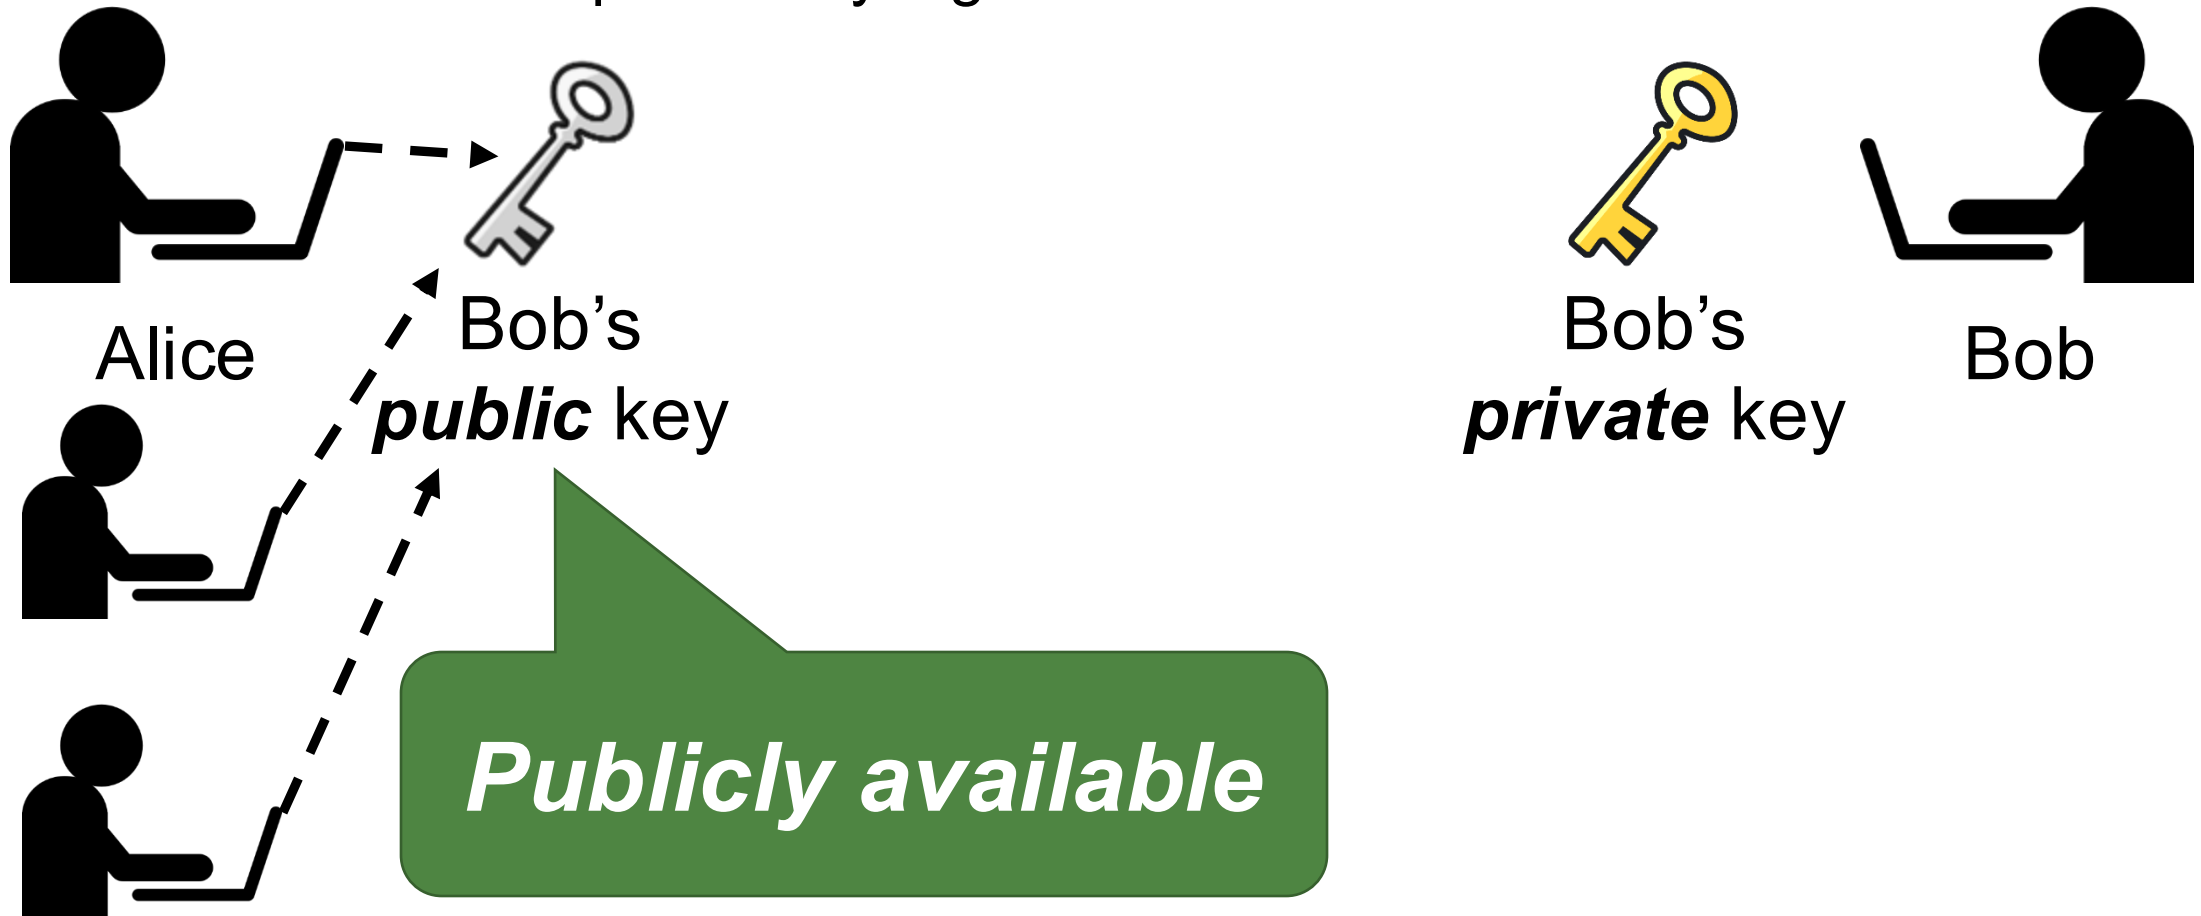 Alice
Bob’s
public key
Bob’s
private key
Bob
Publicly available